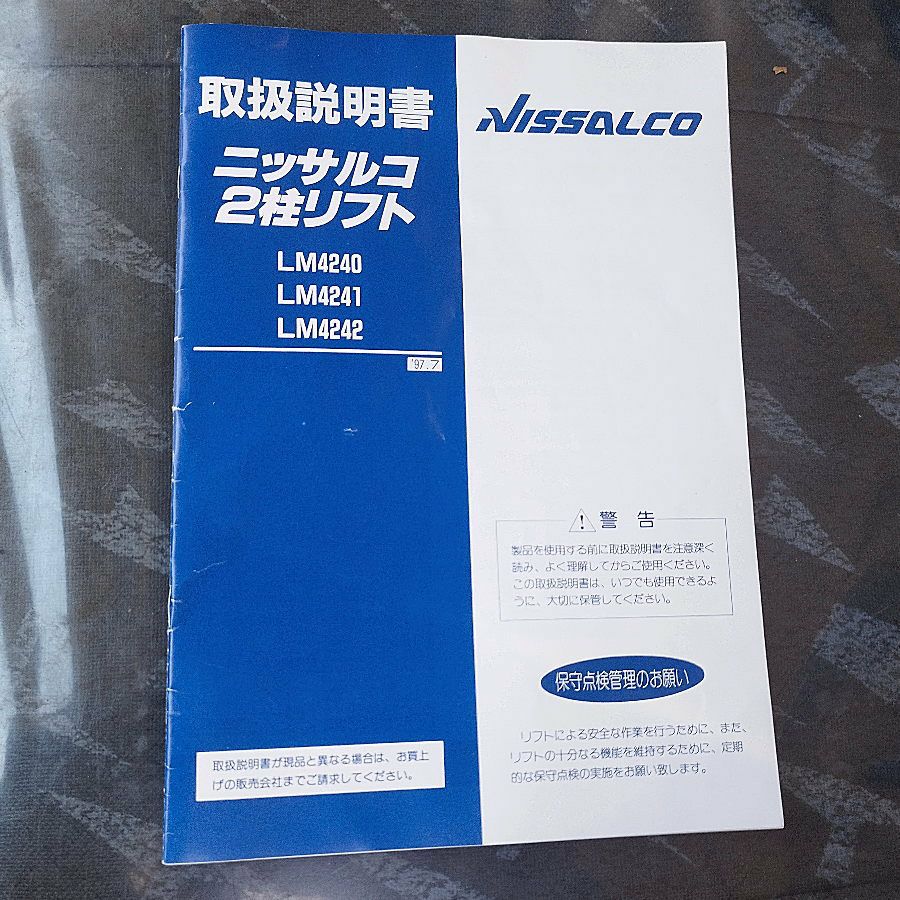 取扱説明書
ニッサルコ
2柱リフト
LM4240
LM4241
LM4242
'97.7
取扱説明書が現品と異なる場合は、お買上
げの販売会社までご請求してください。
NISSALCO
警告
製品を使用する前に取扱説明書を注意深く
読み、よく理解してからご使用ください。
この取扱説明書は、いつでも使用できるよ
うに、大切に保管してください。
保守点検管理のお願い
リフトによる安全な作業を行うために、また、
リフトの十分なる機能を維持するために、定期
的な保守点検の実施をお願い致します。